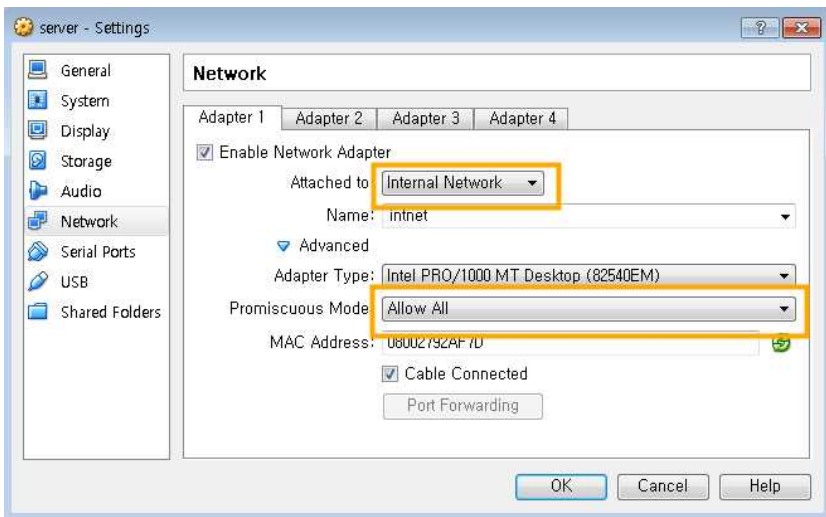 server - Settings
General
System
Display
Storage
Audio
Network
Serial Ports
USB
Shared Folders
Network
Adapter 1 Adapter 2 Adapter 3 Adapter 4
Enable Network Adapter
Attached to Internal Network
Name: intnet
Advanced
Adapter Type: Intel PRO/1000 MT Desktop (82540EM)
Promiscuous Mode Allow All
MAC Address: 08002792AF7D
Cable Connected
Port Forwarding
OK Cancel Help